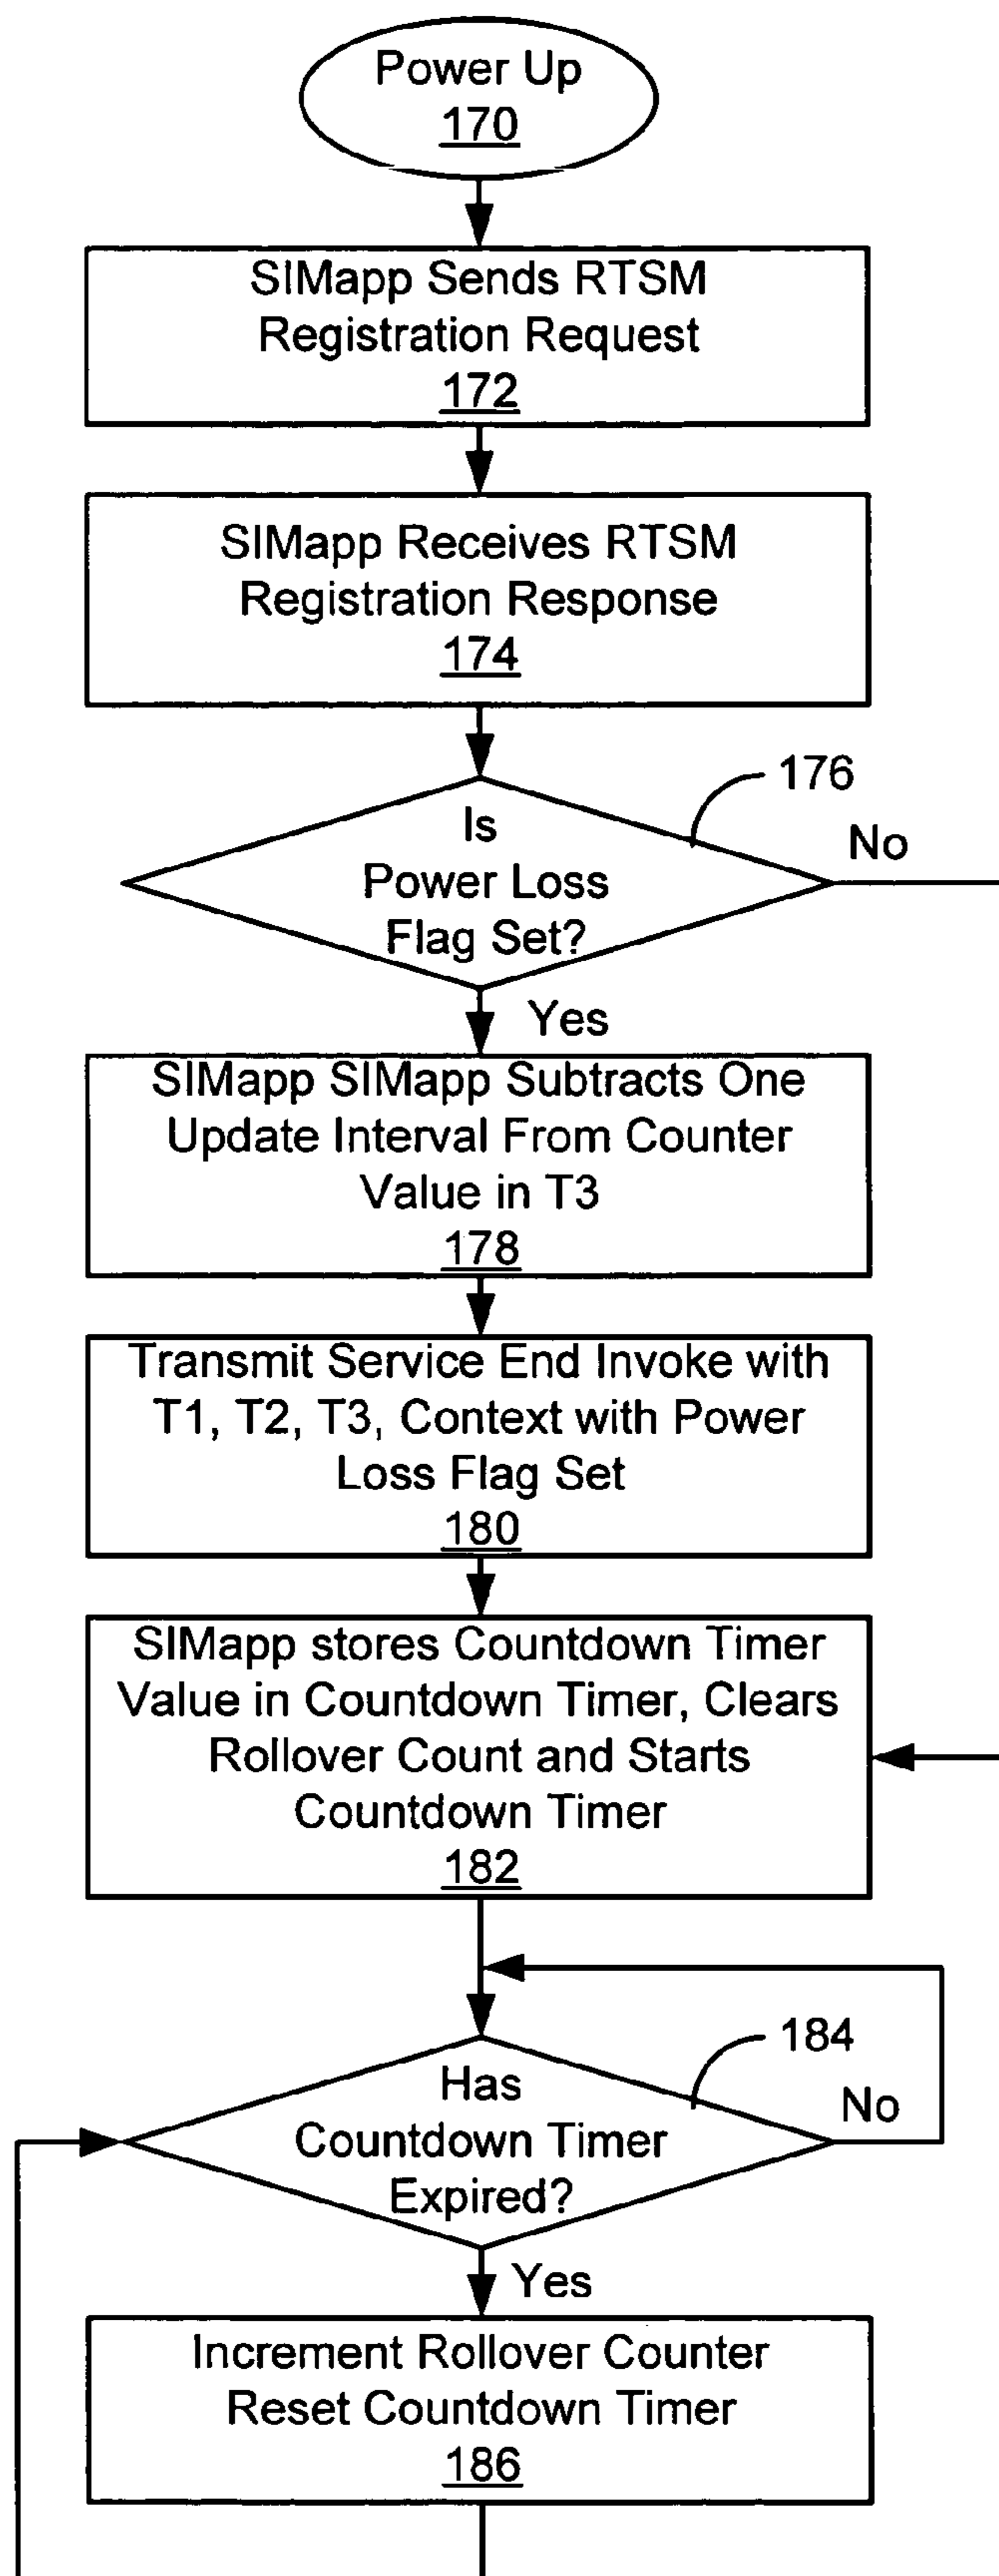 Power Up
170
SIMapp Sends RTSM
Registration Request
172
SIMapp Receives RTSM
Registration Response
174
176
Is
Power Loss
Flag Set?
No
Yes
SIMapp SIMapp Subtracts One
Update Interval From Counter
Value in T3
178
Transmit Service End Invoke with
T1, T2, T3, Context with Power
Loss Flag Set
180
SIMapp stores Countdown Timer
Value in Countdown Timer, Clears
Rollover Count and Starts
Countdown Timer
182
184
Has
Countdown Timer
Expired?
No
Yes
Increment Rollover Counter
Reset Countdown Timer
186